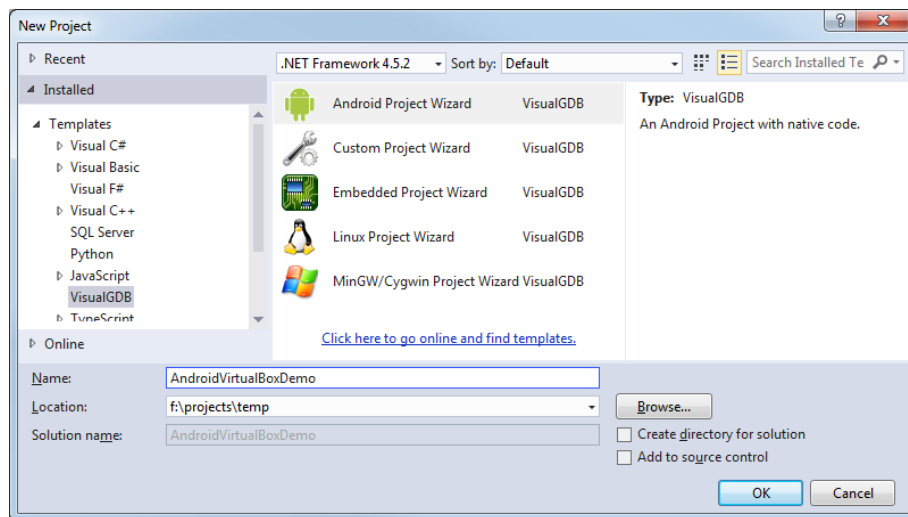 New Project
Recent
.NET Framework 4.5.2 Sort by: Default Search Installed Te
Installed
Templates
Visual C#
Visual Basic
Visual F#
Visual C++
SQL Server
Python
JavaScript
VisualGDB
TypeScript
Online
Android Project Wizard VisualGDB
Custom Project Wizard VisualGDB
Embedded Project Wizard VisualGDB
Linux Project Wizard VisualGDB
MinGW/Cygwin Project Wizard VisualGDB
Click here to go online and find templates.
Type: VisualGDB
An Android Project with native code.
Name: AndroidVirtualBoxDemo
Location: f:\projects\temp Browse...
Solution name: AndroidVirtualBoxDemo
Create directory for solution
Add to source control
OK Cancel